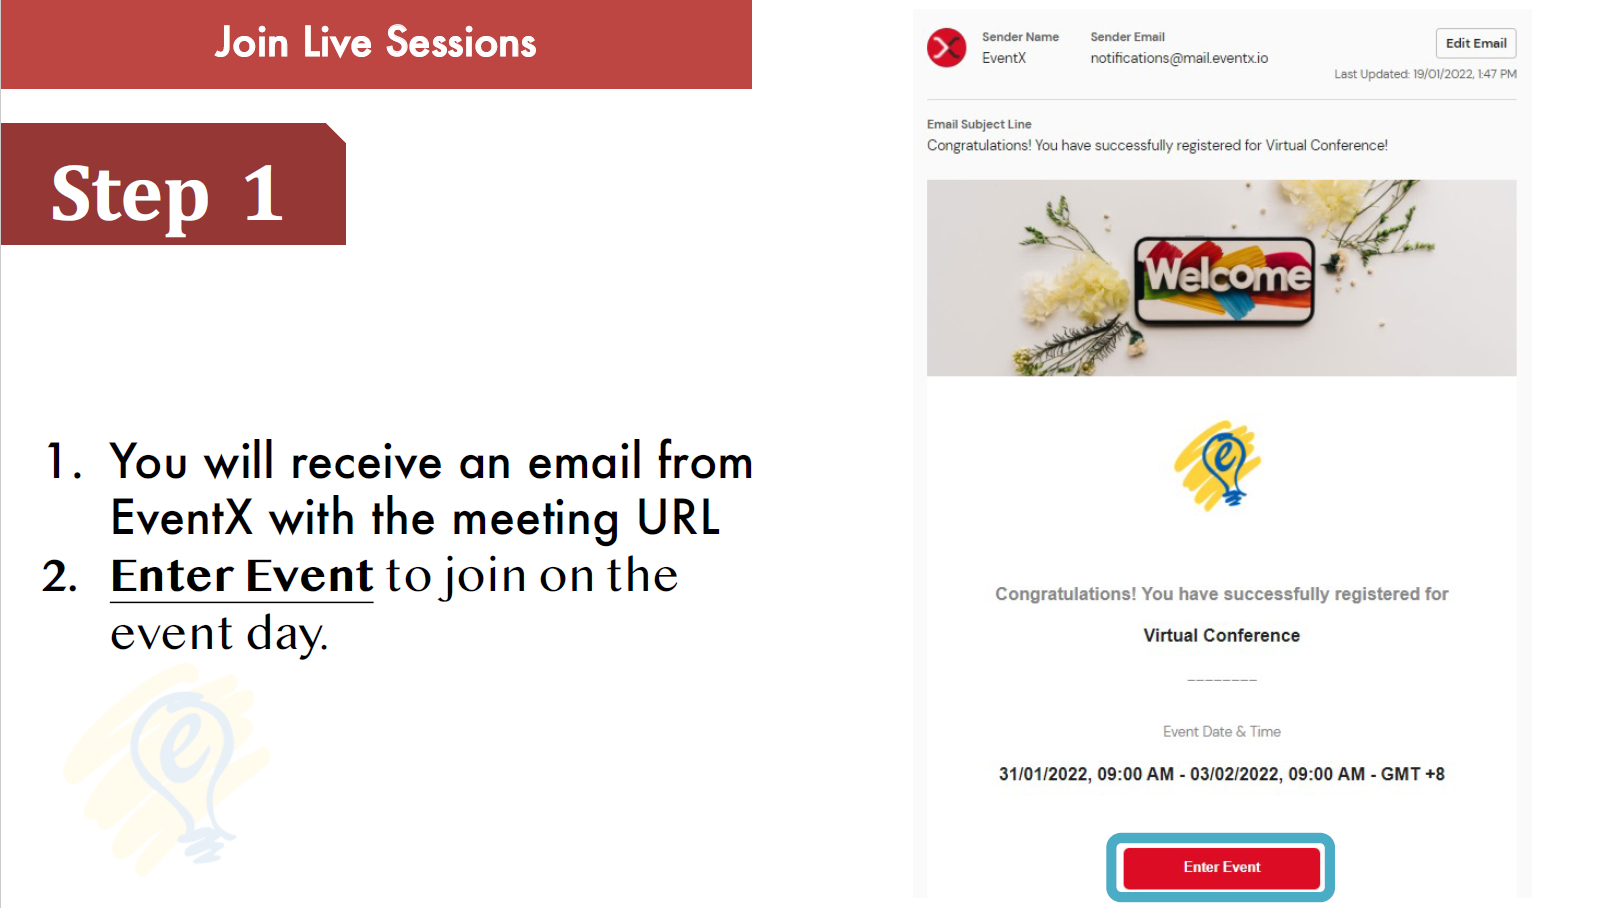 Join Live Sessions
Step 1
1. You will receive an email from
EventX with the meeting URL
2. Enter Event to join on the
event day.
e
Sender Name
EventX
Sender Email
notifications@mail.eventx.io
Edit Email
Last Updated: 19/01/2022, 1:47 PM
Email Subject Line
Congratulations! You have successfully registered for Virtual Conference!
Welcome
e
Congratulations! You have successfully registered for
Virtual Conference
________
Event Date & Time
31/01/2022, 09:00 AM - 03/02/2022, 09:00 AM - GMT +8
Enter Event